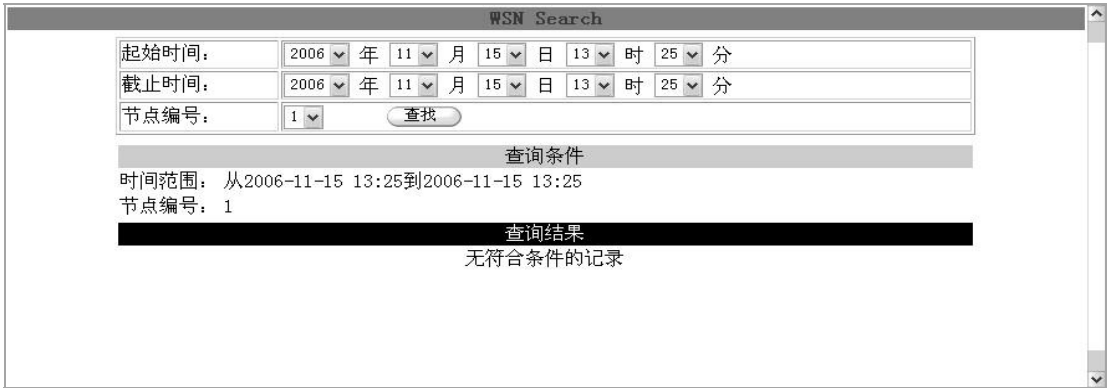 WSN Search
起始时间： 2006 年 11 月 15 日 13 时 25 分
截止时间： 2006 年 11 月 15 日 13 时 25 分
节点编号： 1 查找
查询条件
时间范围： 从2006-11-15 13:25到2006-11-15 13:25
节点编号： 1
查询结果
无符合条件的记录